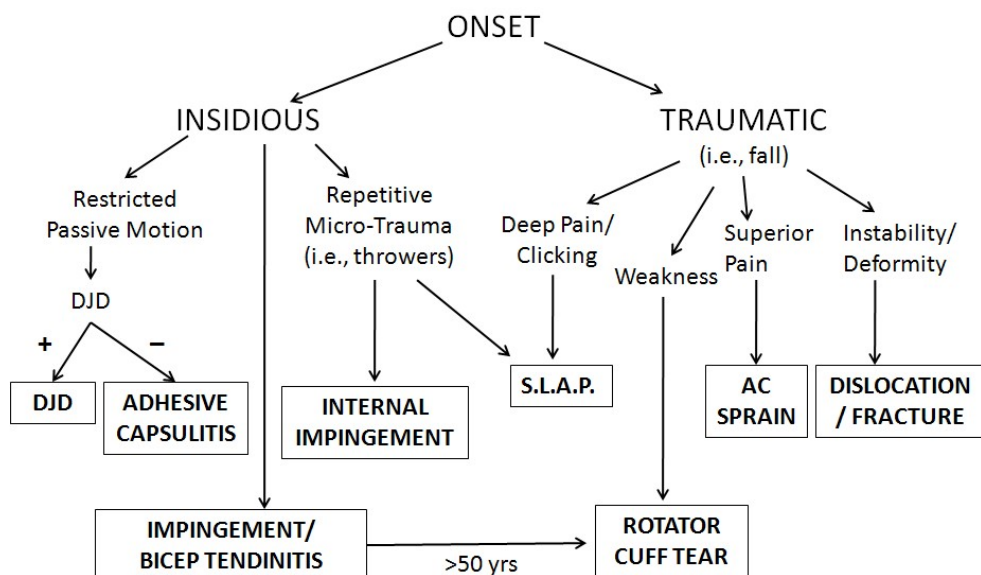 ONSET
INSIDIOUS
TRAUMATIC
(i.e., fall)
Restricted
Passive Motion
Repetitive
Micro-Trauma
(i.e., throwers)
Deep Pain/
Clicking
Weakness
Superior
Pain
Instability/
Deformity
DJD
+
–
DJD
ADHESIVE
CAPSULITIS
INTERNAL
IMPINGEMENT
S.L.A.P.
AC
SPRAIN
DISLOCATION
/ FRACTURE
IMPINGEMENT/
BICEP TENDINITIS
>50 yrs
ROTATOR
CUFF TEAR